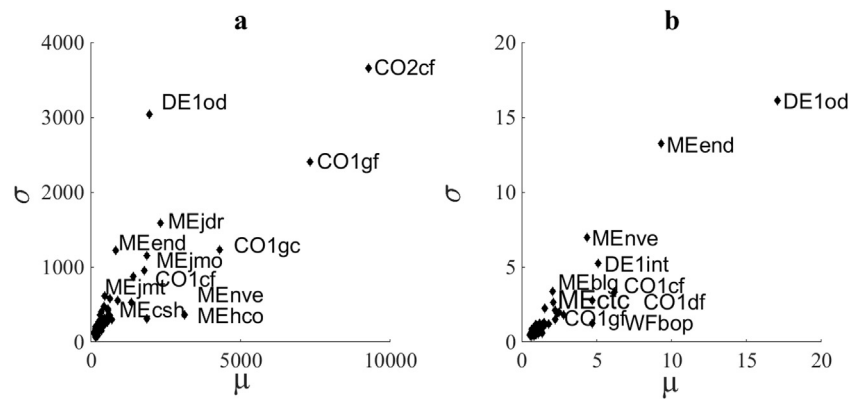 a
4000
3000
2000
1000
0
σ
CO2cf
DE1od
CO1gf
MEjdr
MEend
CO1gc
MEjmo
CO1cf
MEjmt
MEnve
MEcsh
MEhco
0
5000
10000
μ
b
20
15
10
5
0
σ
DE1od
MEend
MEnve
DE1int
MEblg
CO1cf
MEctc
CO1df
CO1gf
WFbop
0
5
10
15
20
μ